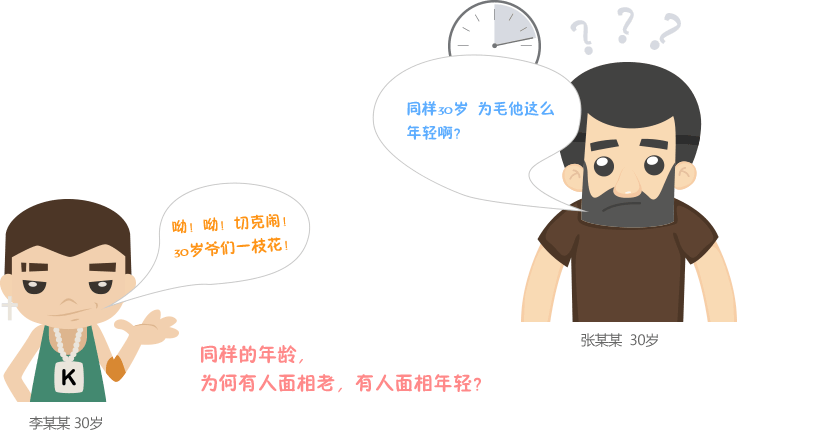 同样30岁 为毛他这么
年轻啊?
呦! 呦! 切克闹!
30岁爷们一枝花!
张某某 30岁
同样的年龄,
为何有人面相老, 有人面相年轻?
K
李某某 30岁